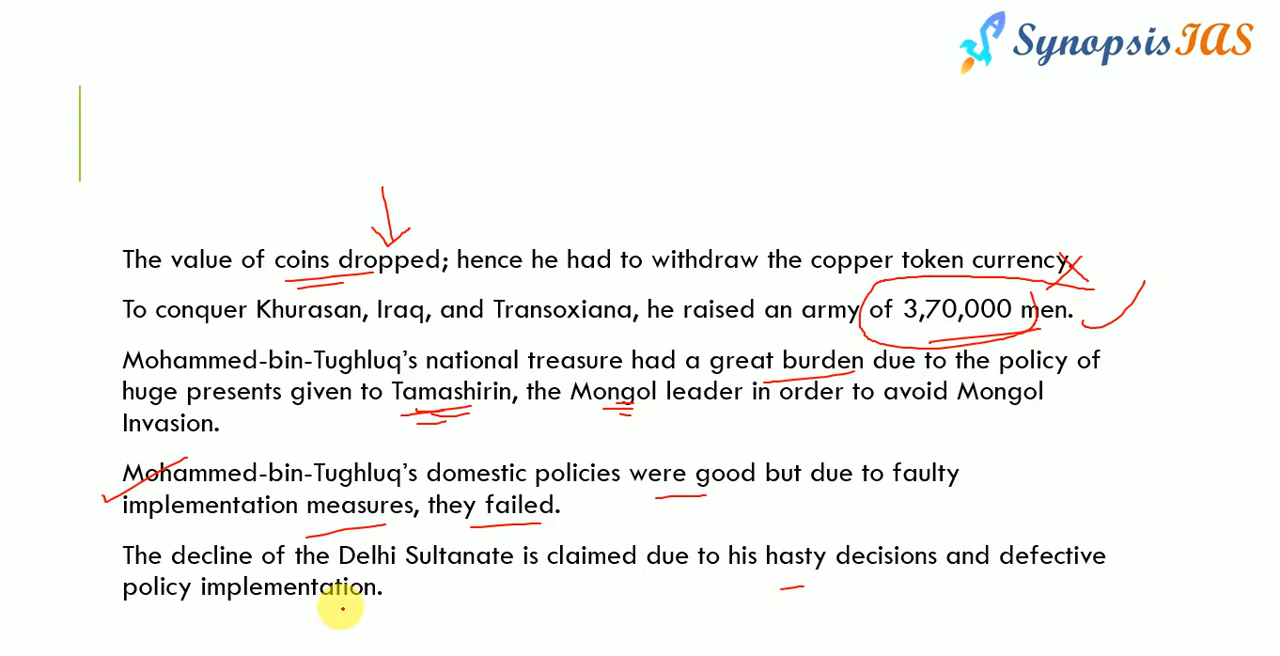 SynopsisIAS
The value of coins dropped; hence he had to withdraw the copper token currency.
To conquer Khurasan, Iraq, and Transoxiana, he raised an army of 3,70,000 men.
Mohammed-bin-Tughluq's national treasure had a great burden due to the policy of
huge presents given to Tamashirin, the Mongol leader in order to avoid Mongol
Invasion.
Mohammed-bin-Tughluq's domestic policies were good but due to faulty
implementation measures, they failed.
The decline of the Delhi Sultanate is claimed due to his hasty decisions and defective
policy implementation.